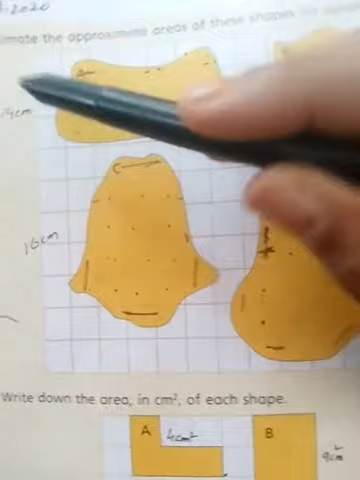 2020
imate the approximate areas of these shapes
14cm
C
16cm
Write down the area, in cm², of each shape.
A
4cm²
B
9cm²